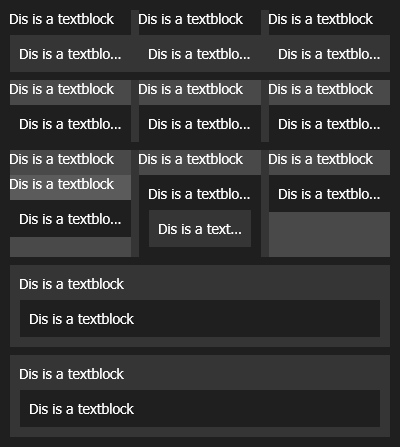 Dis is a textblock Dis is a textblock Dis is a textblock
Dis is a textblo... Dis is a textblo... Dis is a textblo...
Dis is a textblock Dis is a textblock Dis is a textblock
Dis is a textblo... Dis is a textblo... Dis is a textblo...
Dis is a textblock Dis is a textblock Dis is a textblock
Dis is a textblock
Dis is a textblo... Dis is a textblo...
Dis is a textblo...
Dis is a text...
Dis is a textblock
Dis is a textblock
Dis is a textblock
Dis is a textblock